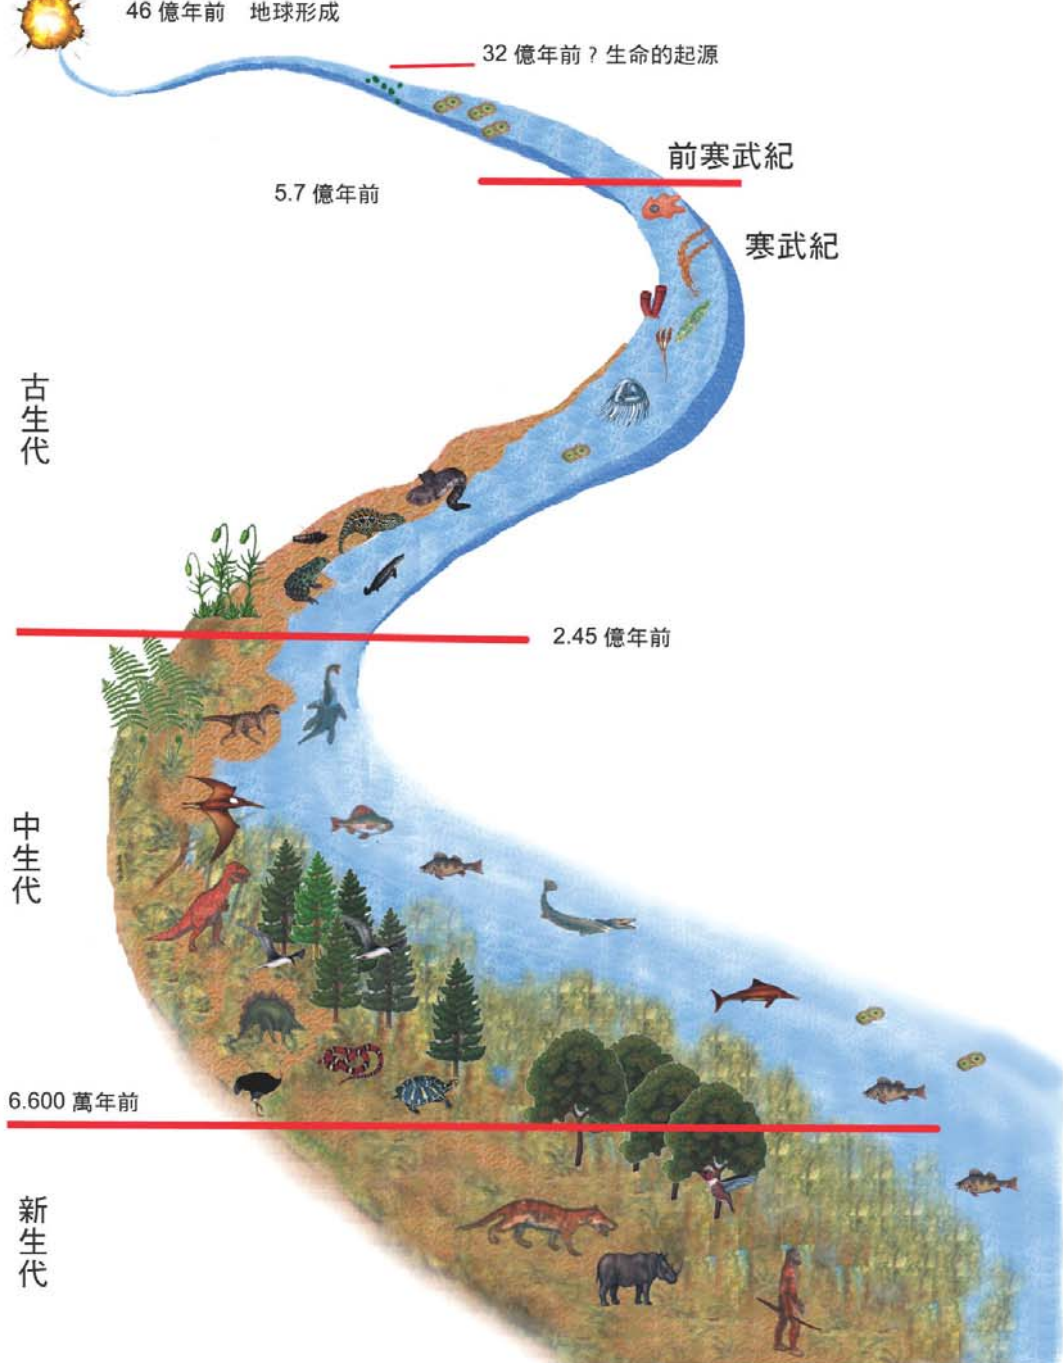 46 億年前 地球形成
32 億年前 ? 生命的起源
前寒武紀
5.7 億年前
寒武紀
古生代
2.45 億年前
中生代
6.600 萬年前
新生代